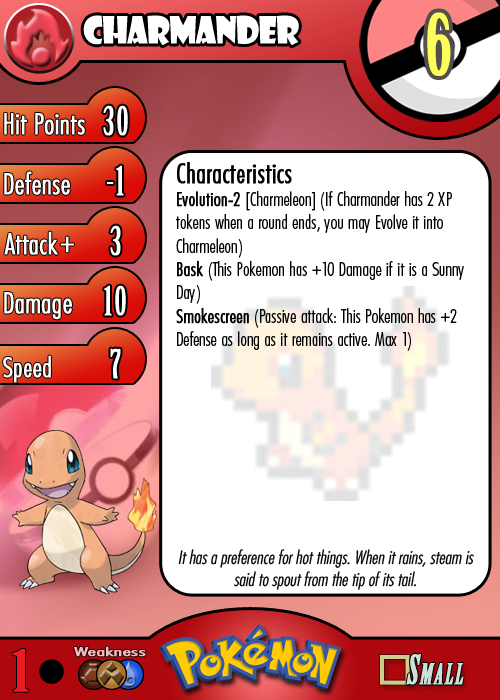 CHARMANDER
6
Hit Points 30
Defense -1
Attack+ 3
Damage 10
Speed 7
Characteristics
Evolution-2 [Charmeleon] (If Charmander has 2 XP
tokens when a round ends, you may Evolve it into
Charmeleon)
Bask (This Pokemon has +10 Damage if it is a Sunny
Day)
Smokescreen (Passive attack: This Pokemon has +2
Defense as long as it remains active. Max 1)
It has a preference for hot things. When it rains, steam is
said to spout from the tip of its tail.
1
Weakness
POKéMON
SMALL